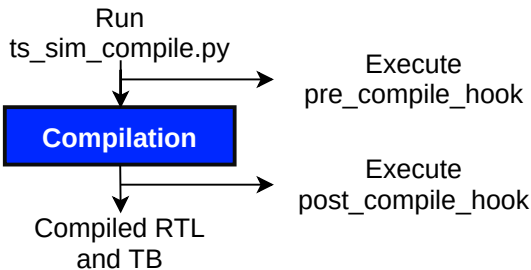 Run
ts_sim_compile.py
Execute
pre_compile_hook
Compilation
Execute
post_compile_hook
Compiled RTL
and TB